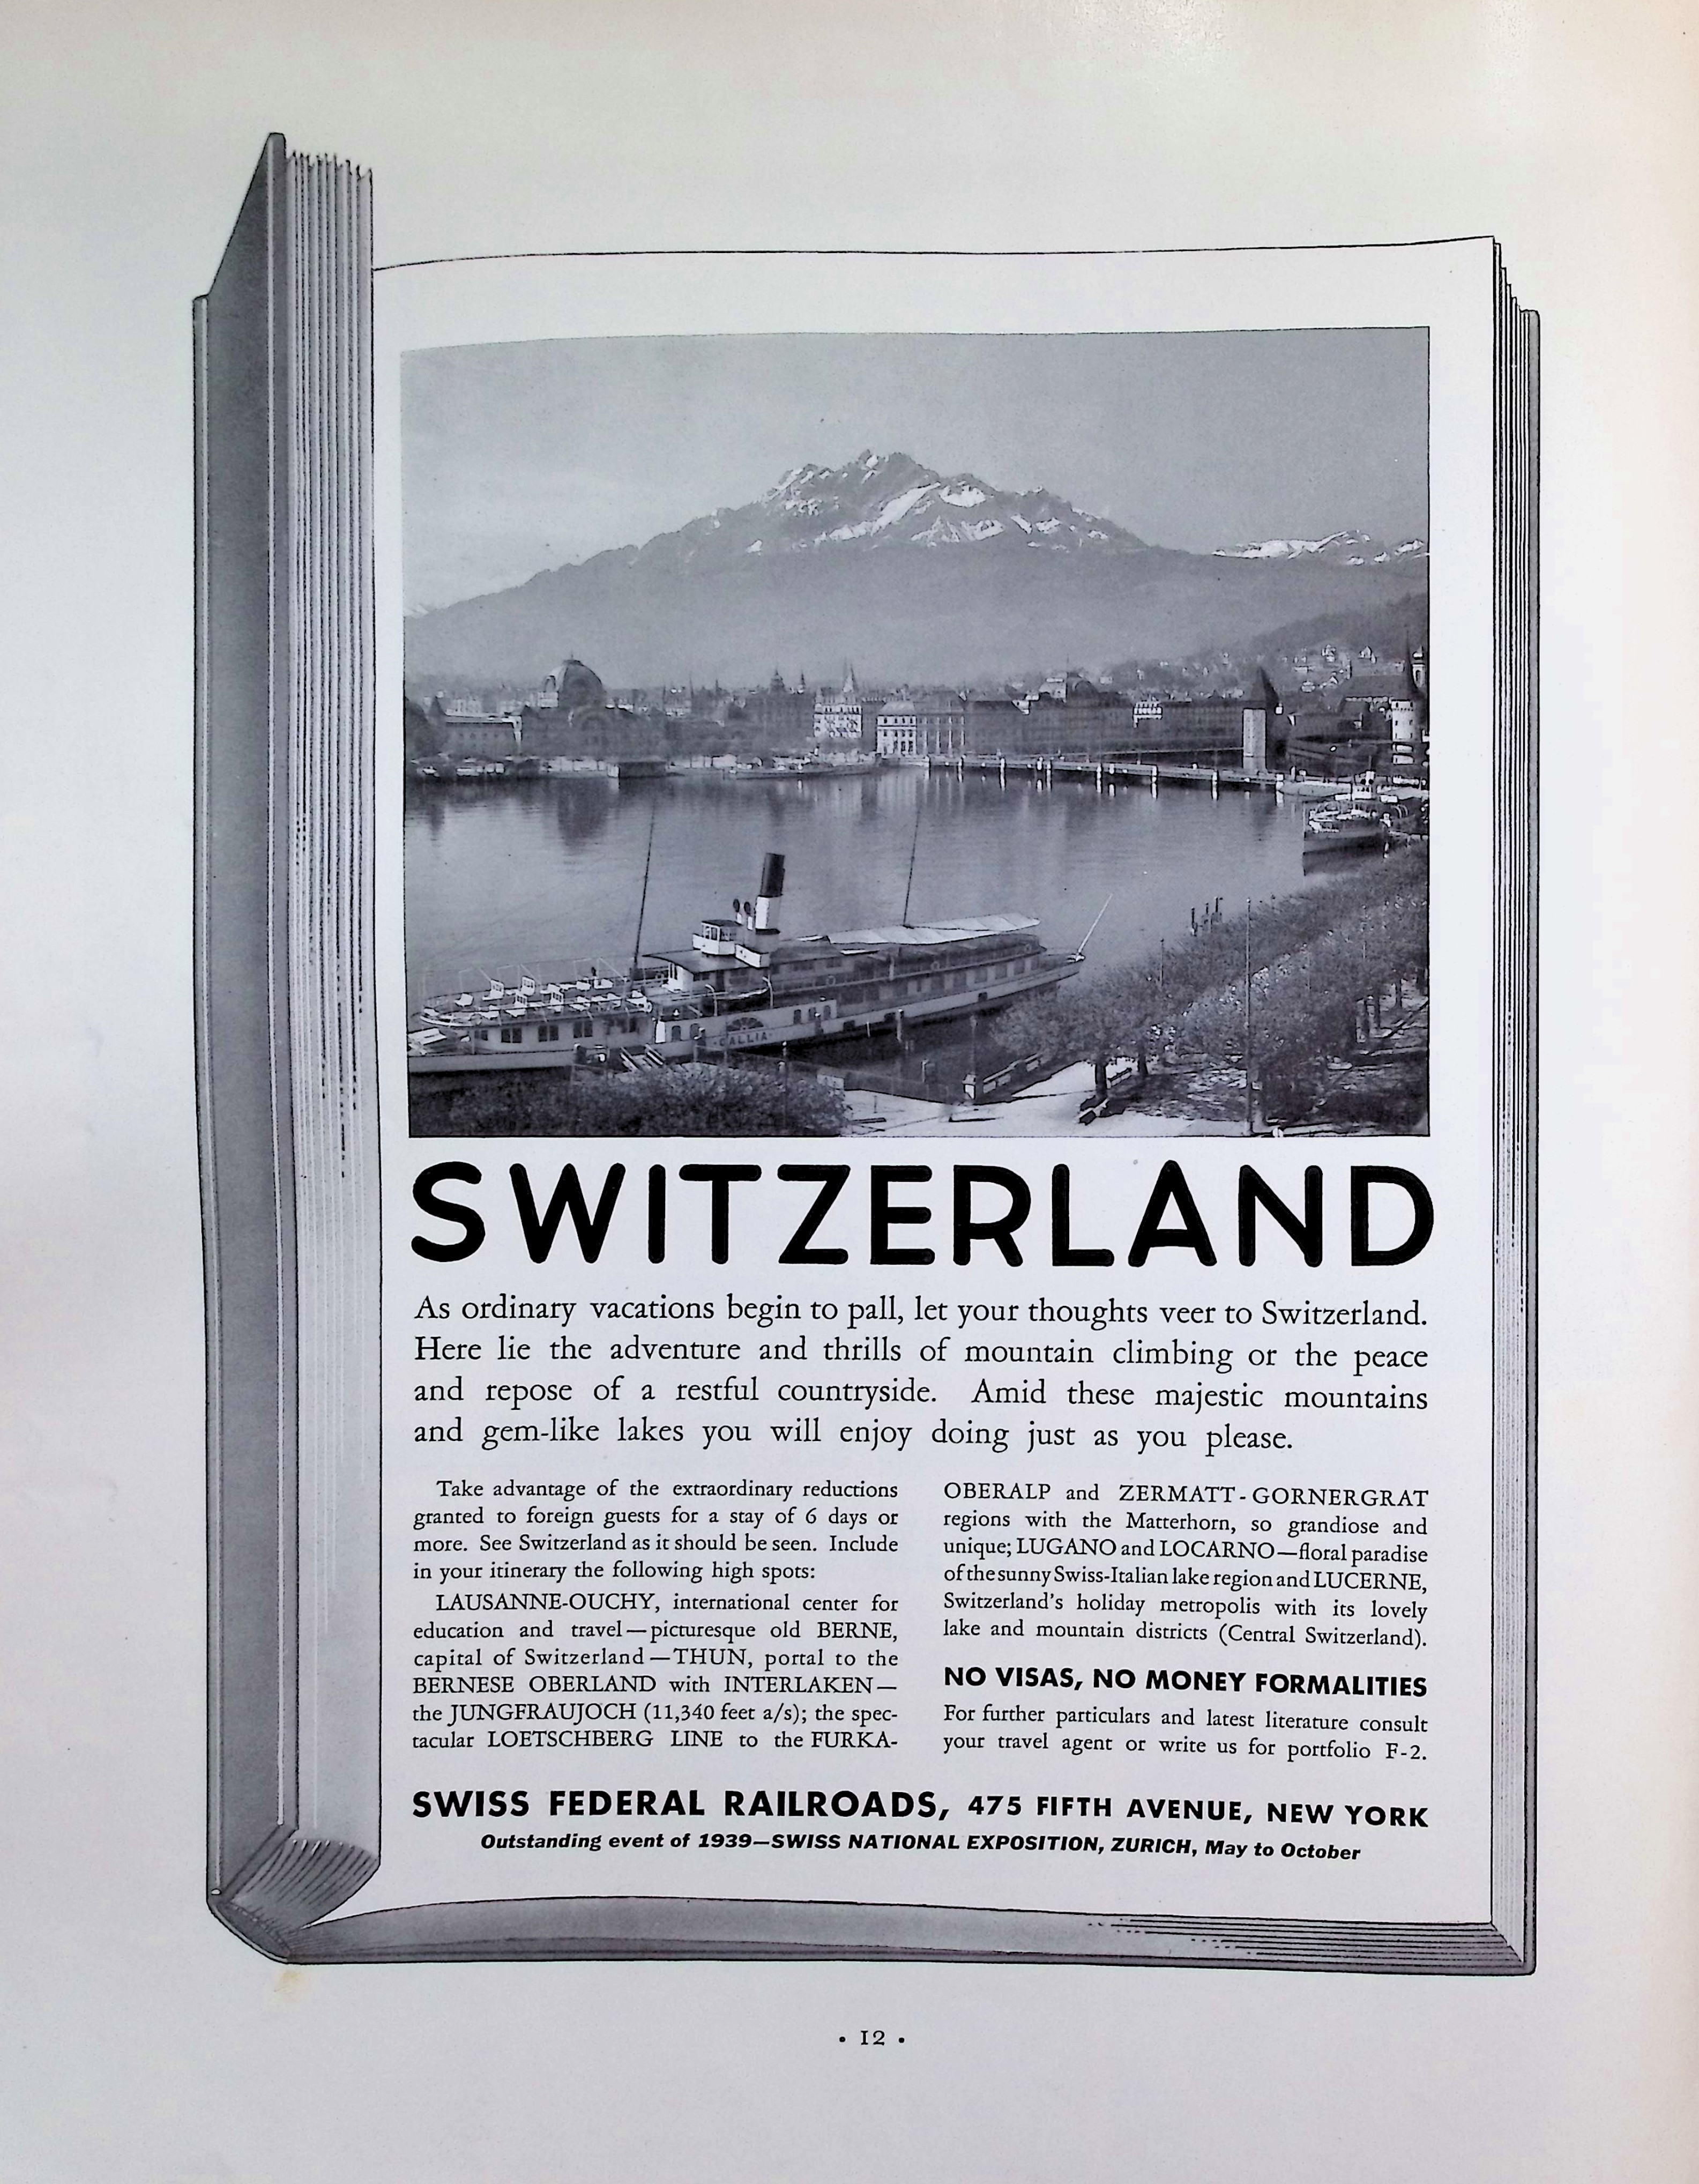 GALLIA
SWITZERLAND
As ordinary vacations begin to pall, let your thoughts veer to Switzerland.
Here lie the adventure and thrills of mountain climbing or the peace
and repose of a restful countryside. Amid these majestic mountains
and gem-like lakes you will enjoy doing just as you please.
Take advantage of the extraordinary reductions
granted to foreign guests for a stay of 6 days or
more. See Switzerland as it should be seen. Include
in your itinerary the following high spots:
LAUSANNE-OUCHY, international center for
education and travel—picturesque old BERNE,
capital of Switzerland—THUN, portal to the
BERNESE OBERLAND with INTERLAKEN—
the JUNGFRAUJOCH (11,340 feet a/s); the spec-
tacular LOETSCHBERG LINE to the FURKA-
OBERALP and ZERMATT-GORNERGRAT
regions with the Matterhorn, so grandiose and
unique; LUGANO and LOCARNO—floral paradise
of the sunny Swiss-Italian lake region and LUCERNE,
Switzerland's holiday metropolis with its lovely
lake and mountain districts (Central Switzerland).
NO VISAS, NO MONEY FORMALITIES
For further particulars and latest literature consult
your travel agent or write us for portfolio F-2.
SWISS FEDERAL RAILROADS, 475 FIFTH AVENUE, NEW YORK
Outstanding event of 1939—SWISS NATIONAL EXPOSITION, ZURICH, May to October
• 12 •